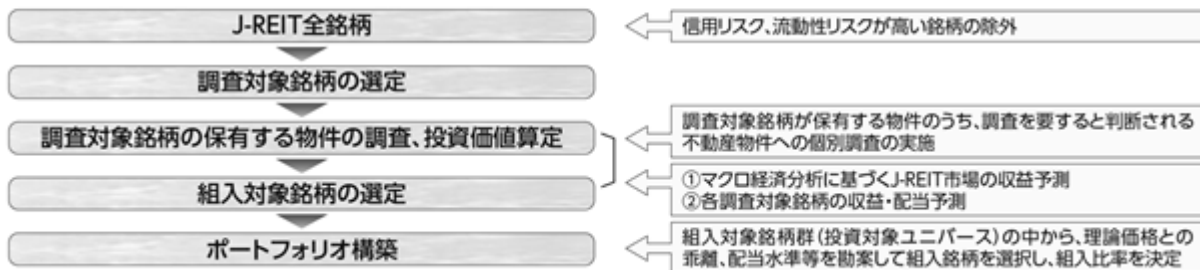 J-REIT全銘柄
信用リスク、流動性リスクが高い銘柄の除外
調査対象銘柄の選定
調査対象銘柄の保有する物件の調査、投資価値算定
調査対象銘柄が保有する物件のうち、調査を要すると判断される
不動産物件への個別調査の実施
組入対象銘柄の選定
①マクロ経済分析に基づくJ-REIT市場の収益予測
②各調査対象銘柄の収益・配当予測
ポートフォリオ構築
組入対象銘柄群(投資対象ユニバース)の中から、理論価格との
乖離、配当水準等を勘案して組入銘柄を選択し、組入比率を決定